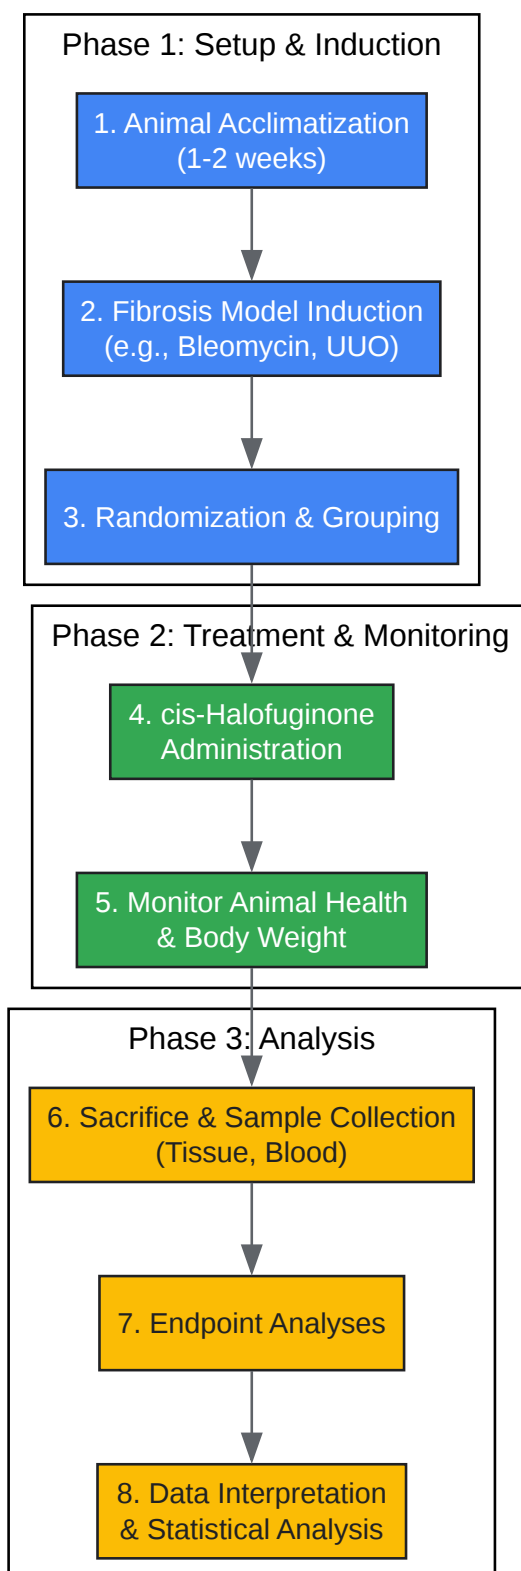 Phase 1: Setup & Induction
1. Animal Acclimatization
(1-2 weeks)
2. Fibrosis Model Induction
(e.g., Bleomycin, UUO)
3. Randomization & Grouping
Phase 2: Treatment & Monitoring
4. cis-Halofuginone
Administration
5. Monitor Animal Health
& Body Weight
Phase 3: Analysis
6. Sacrifice & Sample Collection
(Tissue, Blood)
7. Endpoint Analyses
8. Data Interpretation
& Statistical Analysis